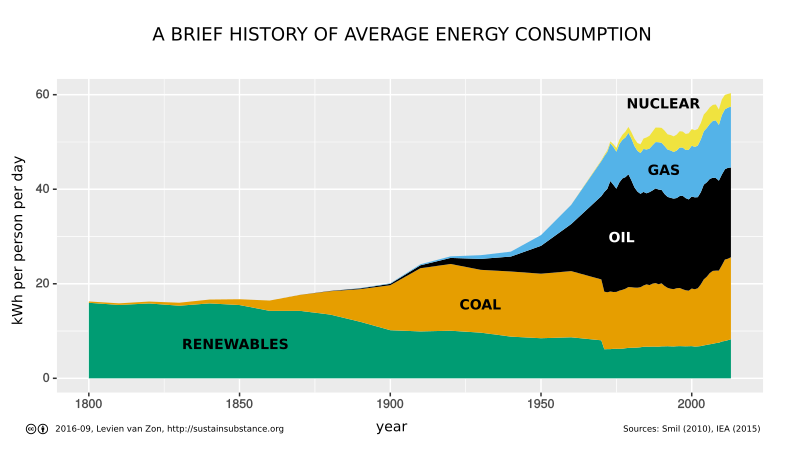 A BRIEF HISTORY OF AVERAGE ENERGY CONSUMPTION
kWh per person per day
60
40
20
0
NUCLEAR
GAS
OIL
COAL
RENEWABLES
1800 1850 1900 1950 2000
year
2016-09, Levien van Zon, http://sustainsubstance.org
Sources: Smil (2010), IEA (2015)